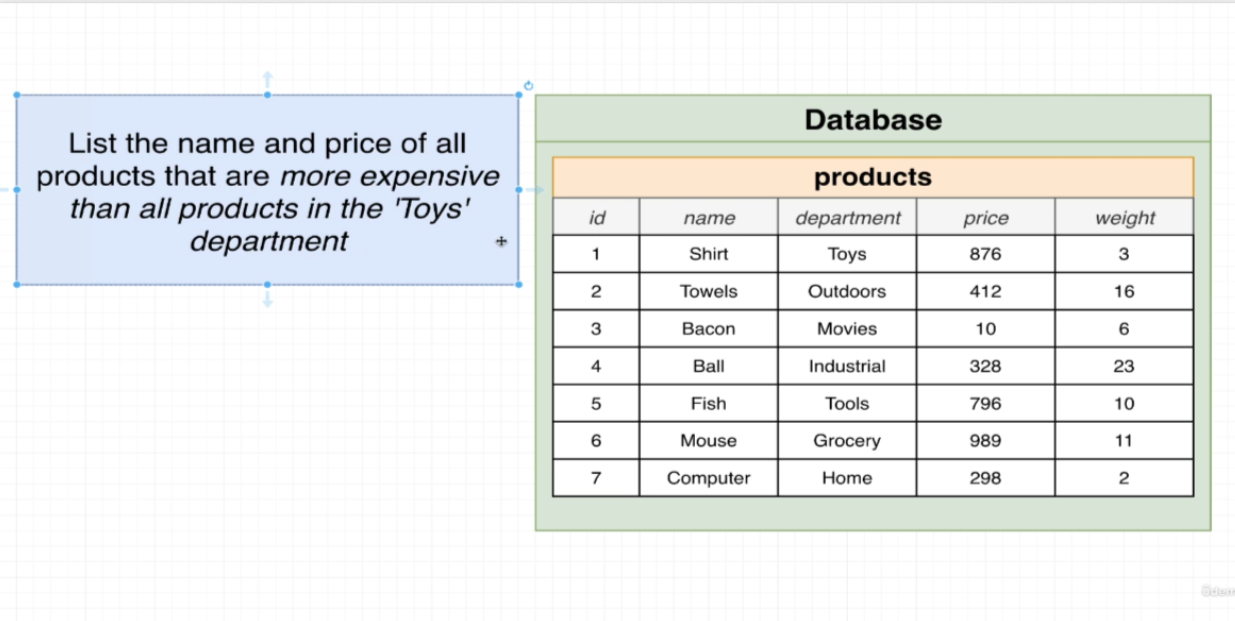 List the name and price of all
products that are more expensive
than all products in the 'Toys'
department
Database
products
id name department price weight
1 Shirt Toys 876 3
2 Towels Outdoors 412 16
3 Bacon Movies 10 6
4 Ball Industrial 328 23
5 Fish Tools 796 10
6 Mouse Grocery 989 11
7 Computer Home 298 2